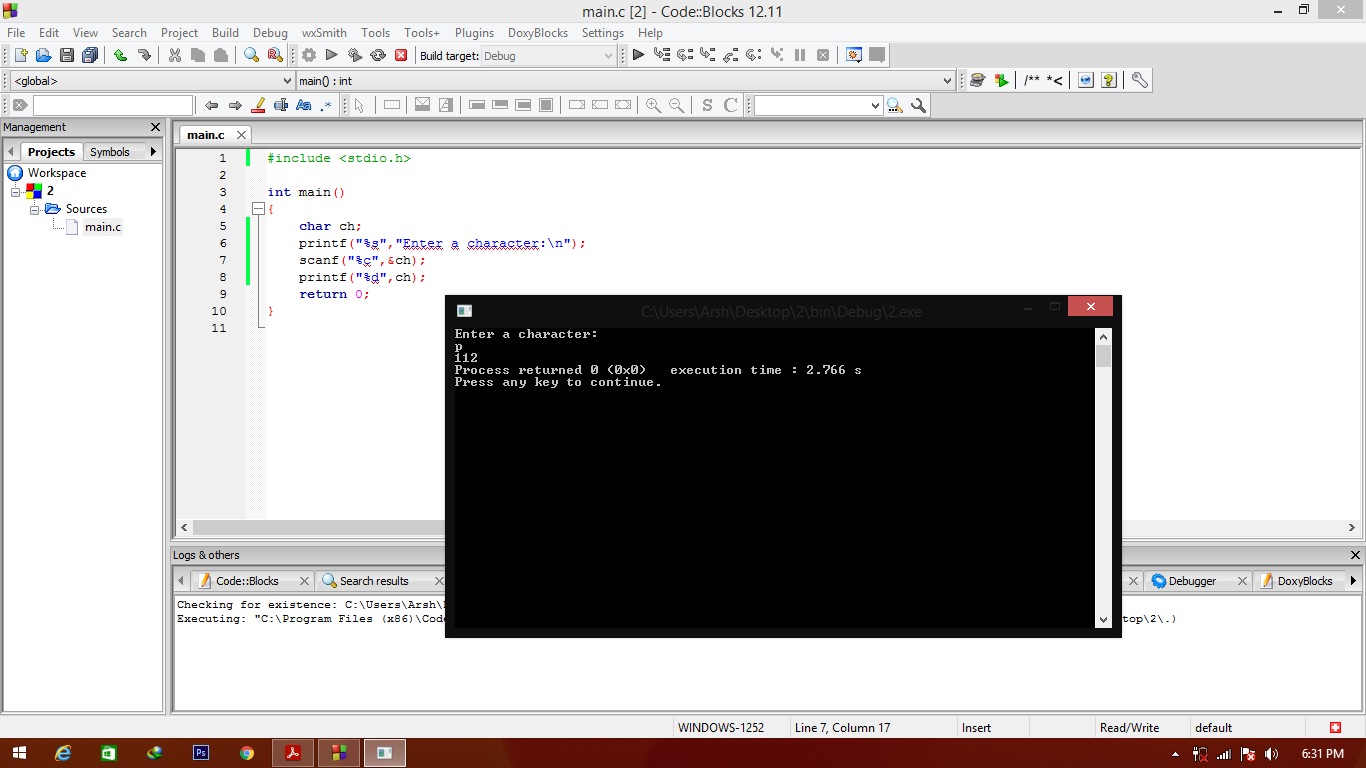 main.c [2] - Code::Blocks 12.11
File Edit View Search Project Build Debug wxSmith Tools Tools+ Plugins DoxyBlocks Settings Help
Build target: Debug
<global> main() : int /** *<
Aa .* S C
Management
Projects Symbols
Workspace
2
Sources
main.c
main.c
1 #include <stdio.h>
2
3 int main()
4 {
5 char ch;
6 printf("%s","Enter a character:\n");
7 scanf("%c",&ch);
8 printf("%d",ch);
9 return 0;
10 }
11
C:\Users\Arsh\Desktop\2\bin\Debug\2.exe
Enter a character:
p
112
Process returned 0 (0x0) execution time : 2.766 s
Press any key to continue.
Logs & others
Code::Blocks Search results Debugger DoxyBlocks
Checking for existence: C:\Users\Arsh\
Executing: "C:\Program Files (x86)\Cod top\2\.)
WINDOWS-1252 Line 7, Column 17 Insert Read/Write default
Ps 6:31 PM